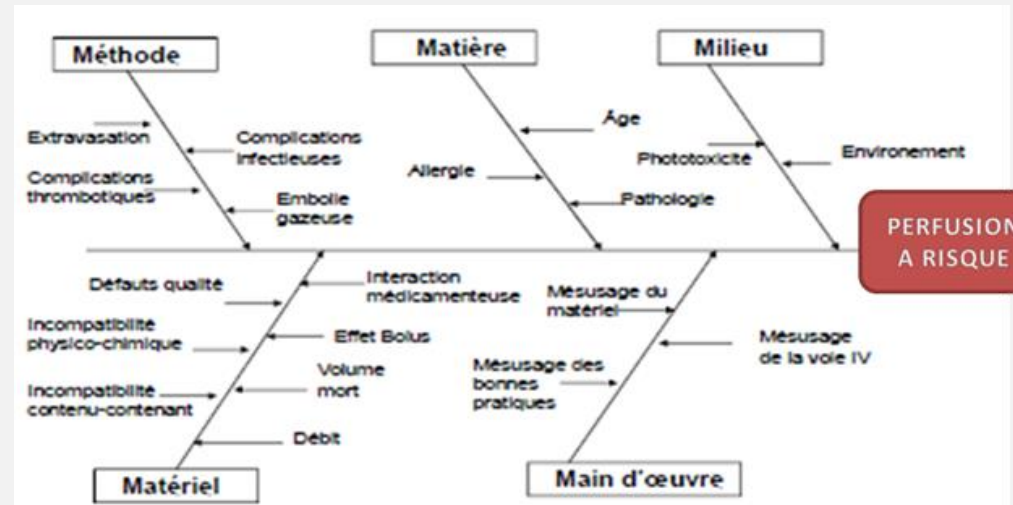 Méthode
Matière
Milieu
Extravasation
Complications
infectieuses
Complications
thrombotiques
Embolie
gazeuse
Âge
Allergie
Pathologie
Phototoxicité
Environement
PERFUSION
A RISQUE
Défauts qualité
Interaction
médicamenteuse
Incompatibilité
physico-chimique
Effet Bolus
Incompatibilité
contenu-contenant
Volume
mort
Débit
Mésusage du
matériel
Mésusage
de la voie IV
Mésusage des
bonnes
pratiques
Matériel
Main d'œuvre